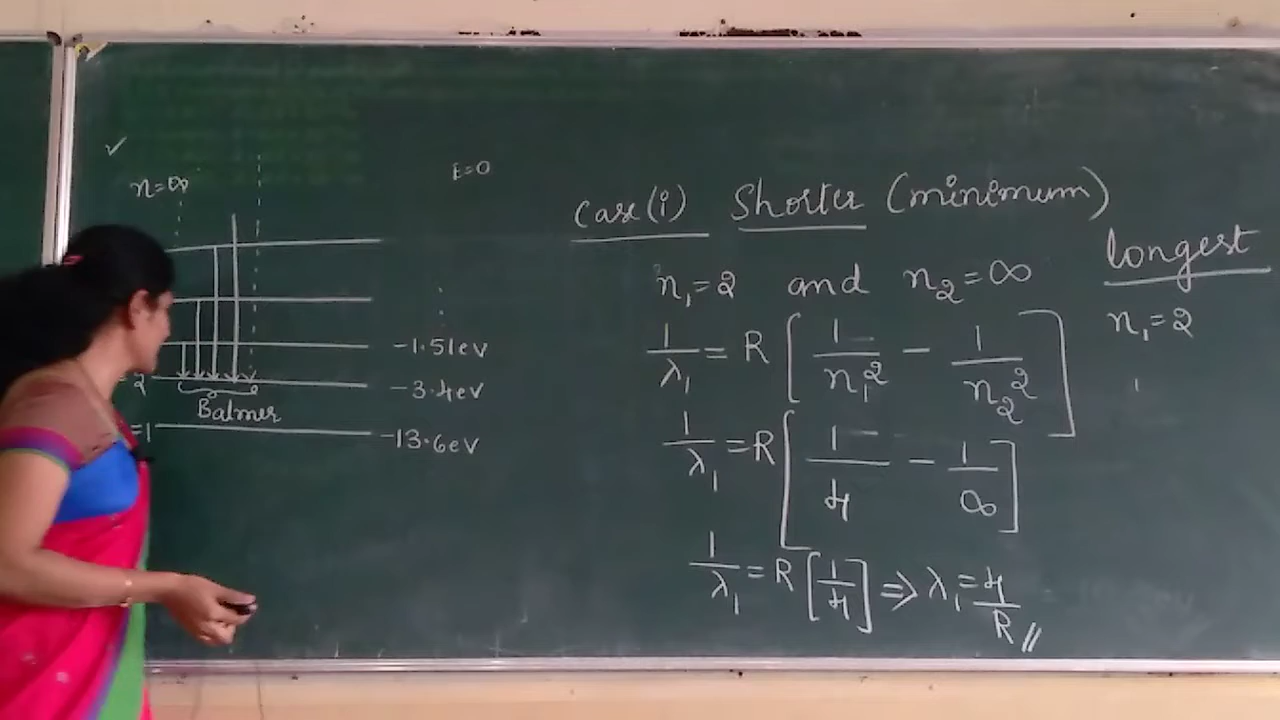 ✓
n=∞
E=0
-1.51ev
=2 -3.4ev
Balmer
=1 -13.6ev
Case(i) Shorter (minimum)
n₁=2 and n₂=∞
1/λ₁ = R [1/n₁² - 1/n₂²]
1/λ₁ = R [1/4 - 1/∞]
1/λ₁ = R [1/4] ⇒ λ₁ = 4/R //
longest
n₁=2